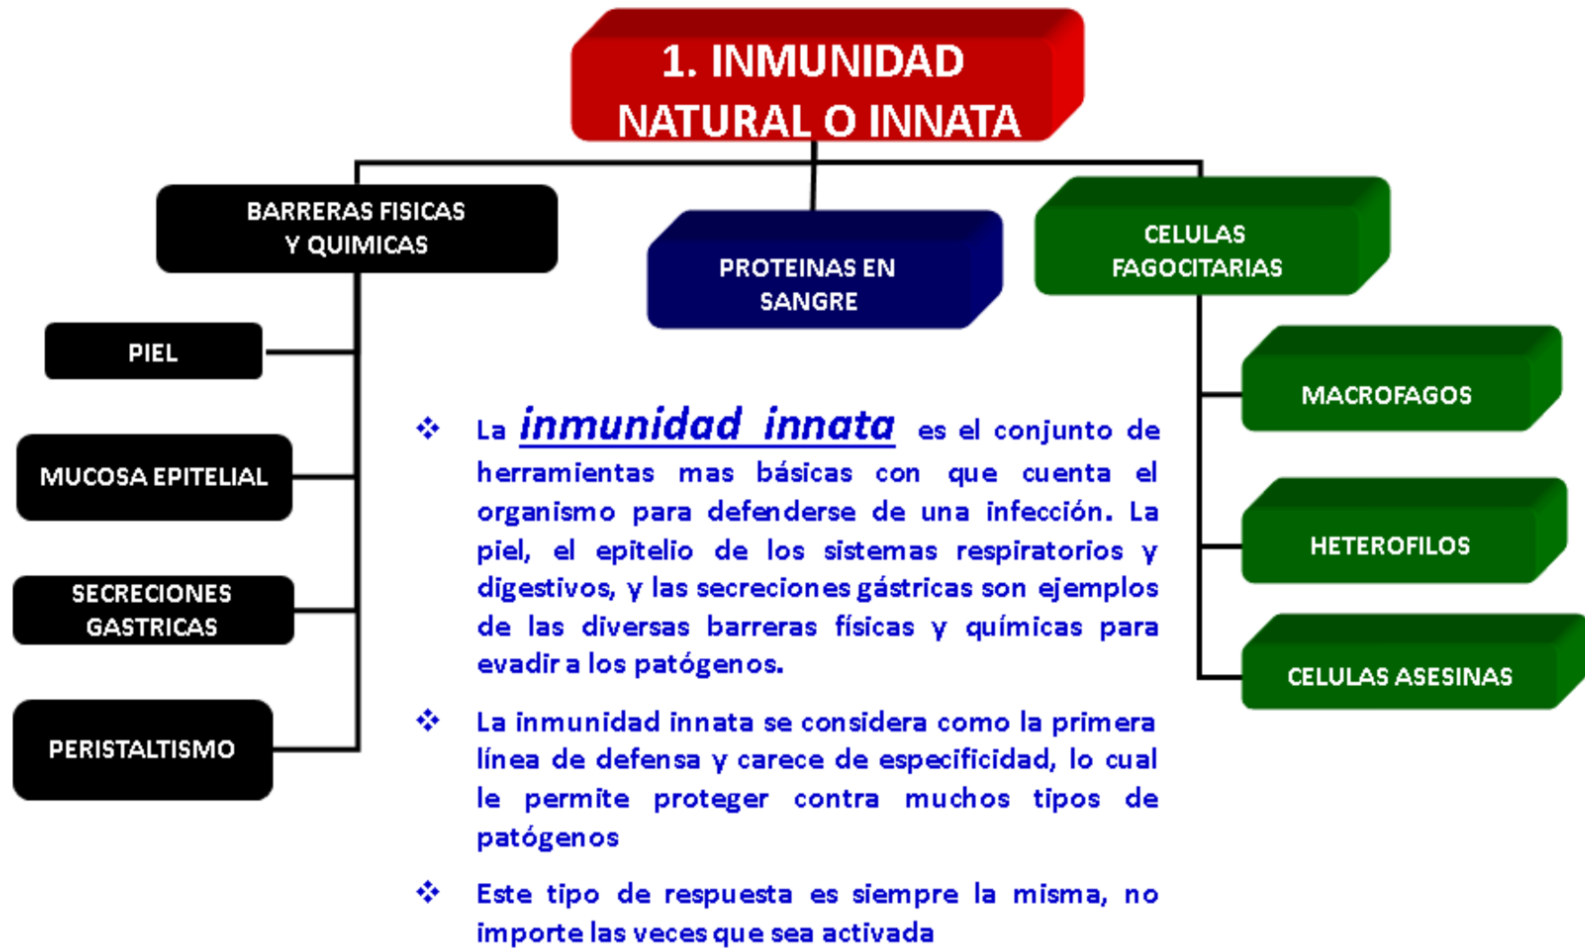 1. INMUNIDAD
NATURAL O INNATA
BARRERAS FISICAS
Y QUIMICAS
PROTEINAS EN
SANGRE
CELULAS
FAGOCITARIAS
PIEL
MUCOSA EPITELIAL
SECRECIONES
GASTRICAS
PERISTALTISMO
MACROFAGOS
HETEROFILOS
CELULAS ASESINAS
❖ La inmunidad innata es el conjunto de
herramientas mas básicas con que cuenta el
organismo para defenderse de una infección. La
piel, el epitelio de los sistemas respiratorios y
digestivos, y las secreciones gástricas son ejemplos
de las diversas barreras físicas y químicas para
evadir a los patógenos.
❖ La inmunidad innata se considera como la primera
línea de defensa y carece de especificidad, lo cual
le permite proteger contra muchos tipos de
patógenos
❖ Este tipo de respuesta es siempre la misma, no
importe las veces que sea activada